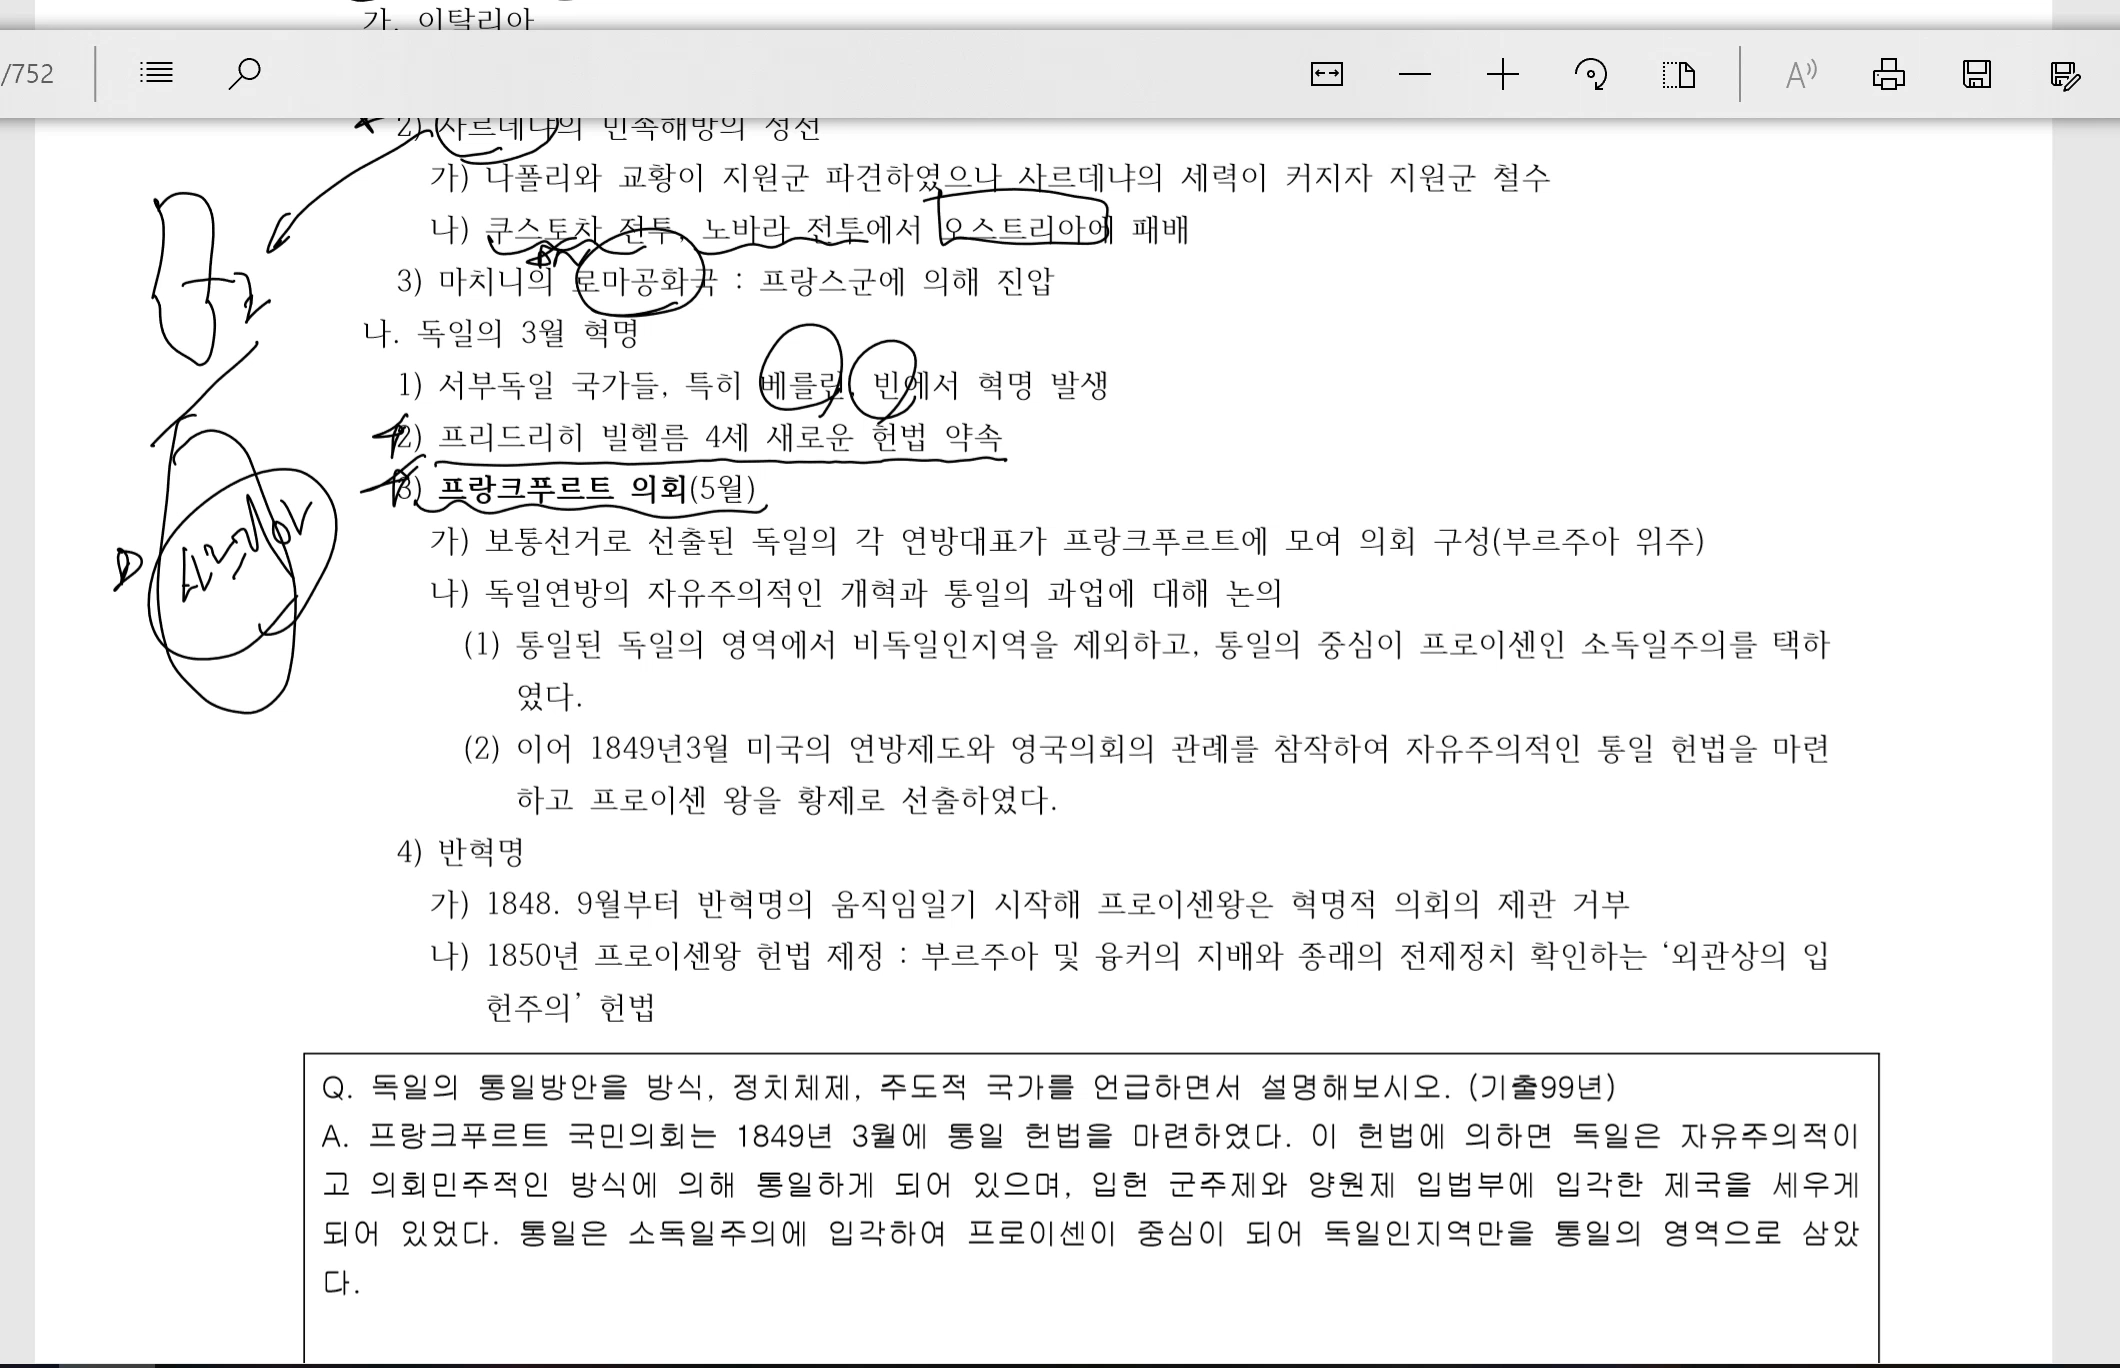 가. 이탈리아
/752
2) 사르데냐의 민족해방의 성전
가) 나폴리와 교황이 지원군 파견하였으나 사르데냐의 세력이 커지자 지원군 철수
나) 쿠스토차 전투, 노바라 전투에서 오스트리아에 패배
3) 마치니의 로마공화국 : 프랑스군에 의해 진압
나. 독일의 3월 혁명
1) 서부독일 국가들, 특히 베를린, 빈에서 혁명 발생
2) 프리드리히 빌헬름 4세 새로운 헌법 약속
3) 프랑크푸르트 의회(5월)
가) 보통선거로 선출된 독일의 각 연방대표가 프랑크푸르트에 모여 의회 구성(부르주아 위주)
나) 독일연방의 자유주의적인 개혁과 통일의 과업에 대해 논의
(1) 통일된 독일의 영역에서 비독일인지역을 제외하고, 통일의 중심이 프로이센인 소독일주의를 택하
였다.
(2) 이어 1849년3월 미국의 연방제도와 영국의회의 관례를 참작하여 자유주의적인 통일 헌법을 마련
하고 프로이센 왕을 황제로 선출하였다.
4) 반혁명
가) 1848. 9월부터 반혁명의 움직임일기 시작해 프로이센왕은 혁명적 의회의 제관 거부
나) 1850년 프로이센왕 헌법 제정 : 부르주아 및 융커의 지배와 종래의 전제정치 확인하는 ‘외관상의 입
헌주의’ 헌법
Q. 독일의 통일방안을 방식, 정치체제, 주도적 국가를 언급하면서 설명해보시오. (기출99년)
A. 프랑크푸르트 국민의회는 1849년 3월에 통일 헌법을 마련하였다. 이 헌법에 의하면 독일은 자유주의적이
고 의회민주적인 방식에 의해 통일하게 되어 있으며, 입헌 군주제와 양원제 입법부에 입각한 제국을 세우게
되어 있었다. 통일은 소독일주의에 입각하여 프로이센이 중심이 되어 독일인지역만을 통일의 영역으로 삼았
다.